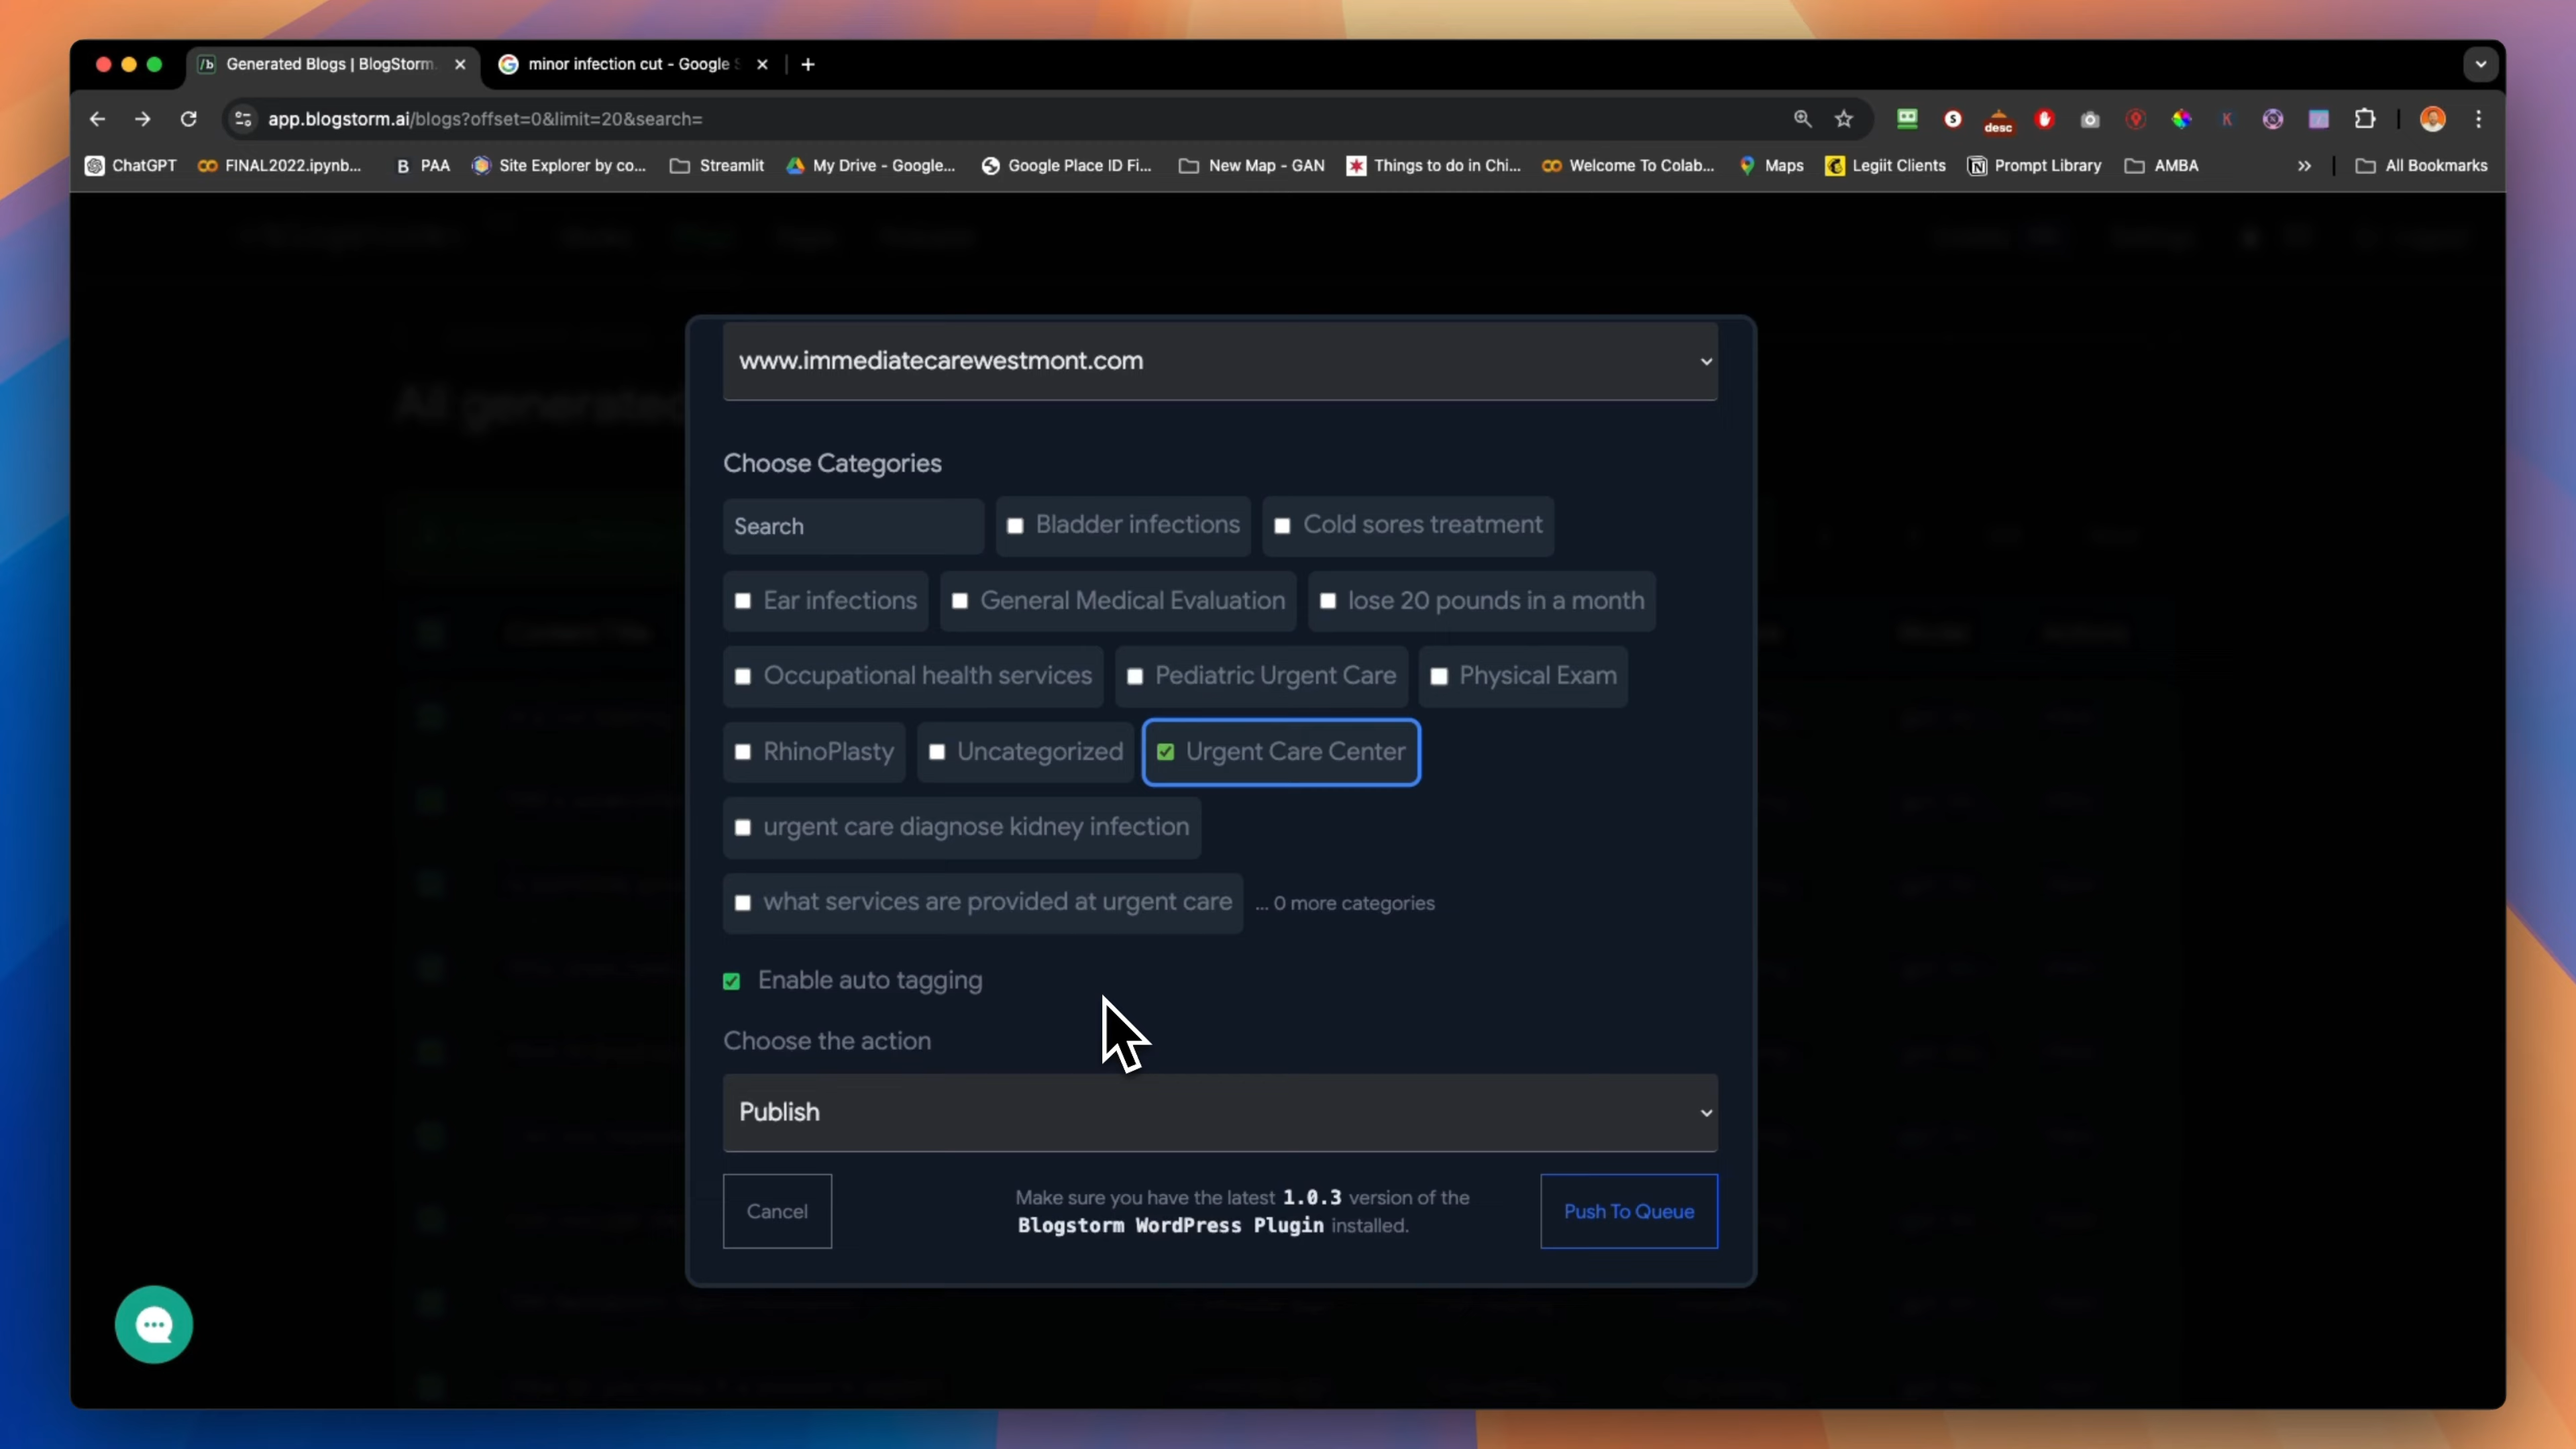 Generated Blogs | BlogStorm.
minor infection cut - Google S
app.blogstorm.ai/blogs?offset=0&limit=20&search=
desc
ChatGPT
FINAL2022.ipynb...
PAA
Site Explorer by co...
Streamlit
My Drive - Google...
Google Place ID Fi...
New Map - GAN
Things to do in Chi...
Welcome To Colab...
Maps
Legiit Clients
Prompt Library
AMBA
All Bookmarks
All generated
www.immediatecarewestmont.com
Choose Categories
Search
Bladder infections
Cold sores treatment
Ear infections
General Medical Evaluation
lose 20 pounds in a month
Occupational health services
Pediatric Urgent Care
Physical Exam
RhinoPlasty
Uncategorized
Urgent Care Center
urgent care diagnose kidney infection
what services are provided at urgent care
... 0 more categories
Enable auto tagging
Choose the action
Publish
Cancel
Make sure you have the latest 1.0.3 version of the
Blogstorm WordPress Plugin installed.
Push To Queue